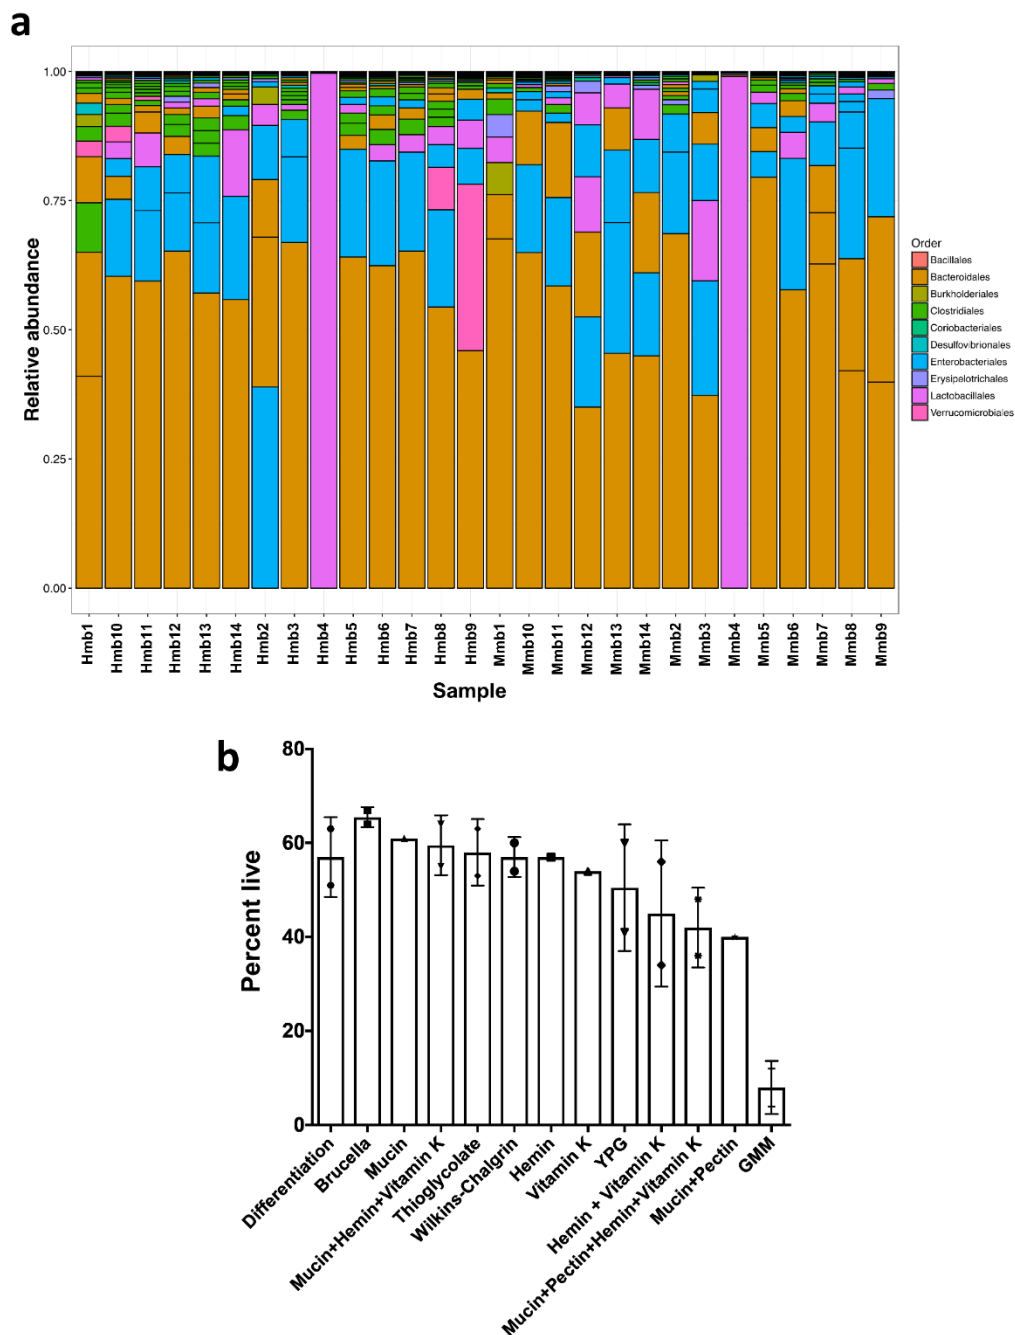 a
1.00
0.75
0.50
0.25
0.00
Relative abundance
Hmb1
Hmb10
Hmb11
Hmb12
Hmb13
Hmb14
Hmb2
Hmb3
Hmb4
Hmb5
Hmb6
Hmb7
Hmb8
Hmb9
Mmb1
Mmb10
Mmb11
Mmb12
Mmb13
Mmb14
Mmb2
Mmb3
Mmb4
Mmb5
Mmb6
Mmb7
Mmb8
Mmb9
Sample
Order
Bacillales
Bacteroidales
Burkholderiales
Clostridiales
Coriobacteriales
Desulfovibrionales
Enterobacteriales
Erysipelotrichales
Lactobacillales
Verrucomicrobiales
b
80
60
40
20
0
Percent live
Differentiation
Brucella
Mucin
Mucin+Hemin+Vitamin K
Thioglycolate
Wilkins-Chalgrin
Hemin
Vitamin K
YPG
Hemin + Vitamin K
Mucin+Pectin+Hemin+Vitamin K
Mucin+Pectin
GMM